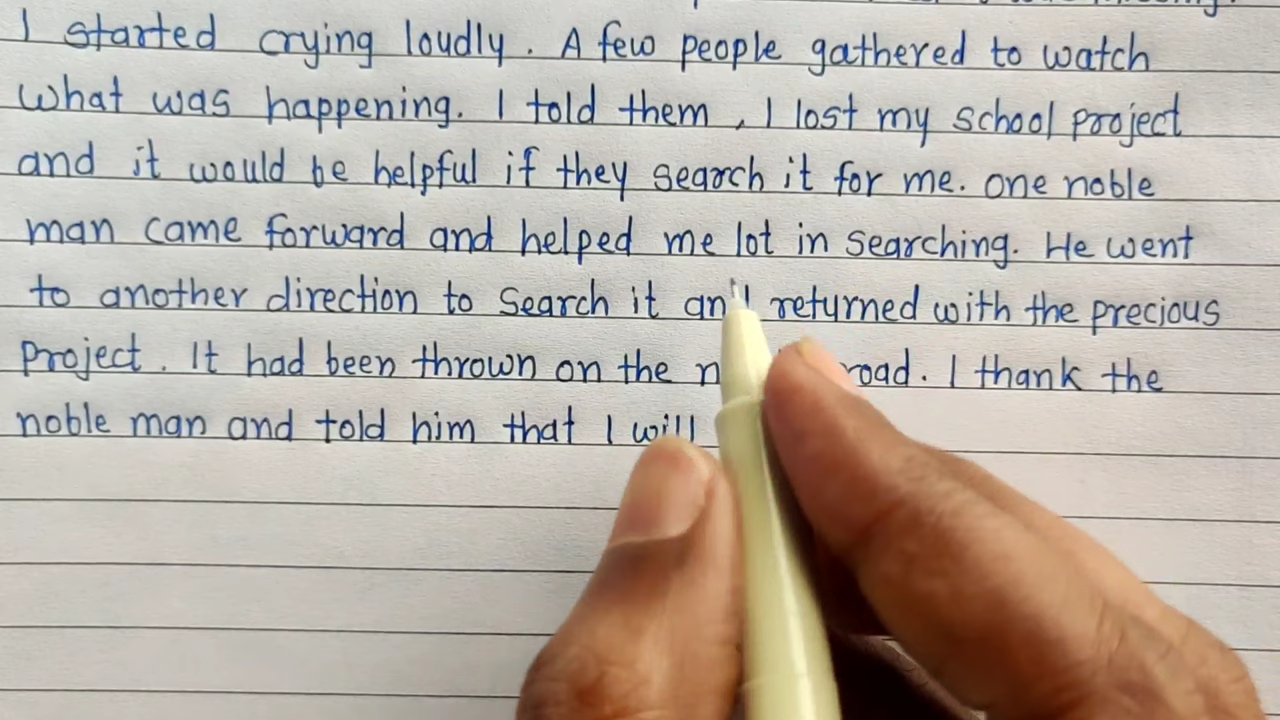 I started crying loudly. A few people gathered to watch
what was happening. I told them, I lost my school project
and it would be helpful if they search it for me. one noble
man came forward and helped me lot in searching. He went
to another direction to search it and returned with the precious
project. It had been thrown on the road. I thank the
noble man and told him that I will